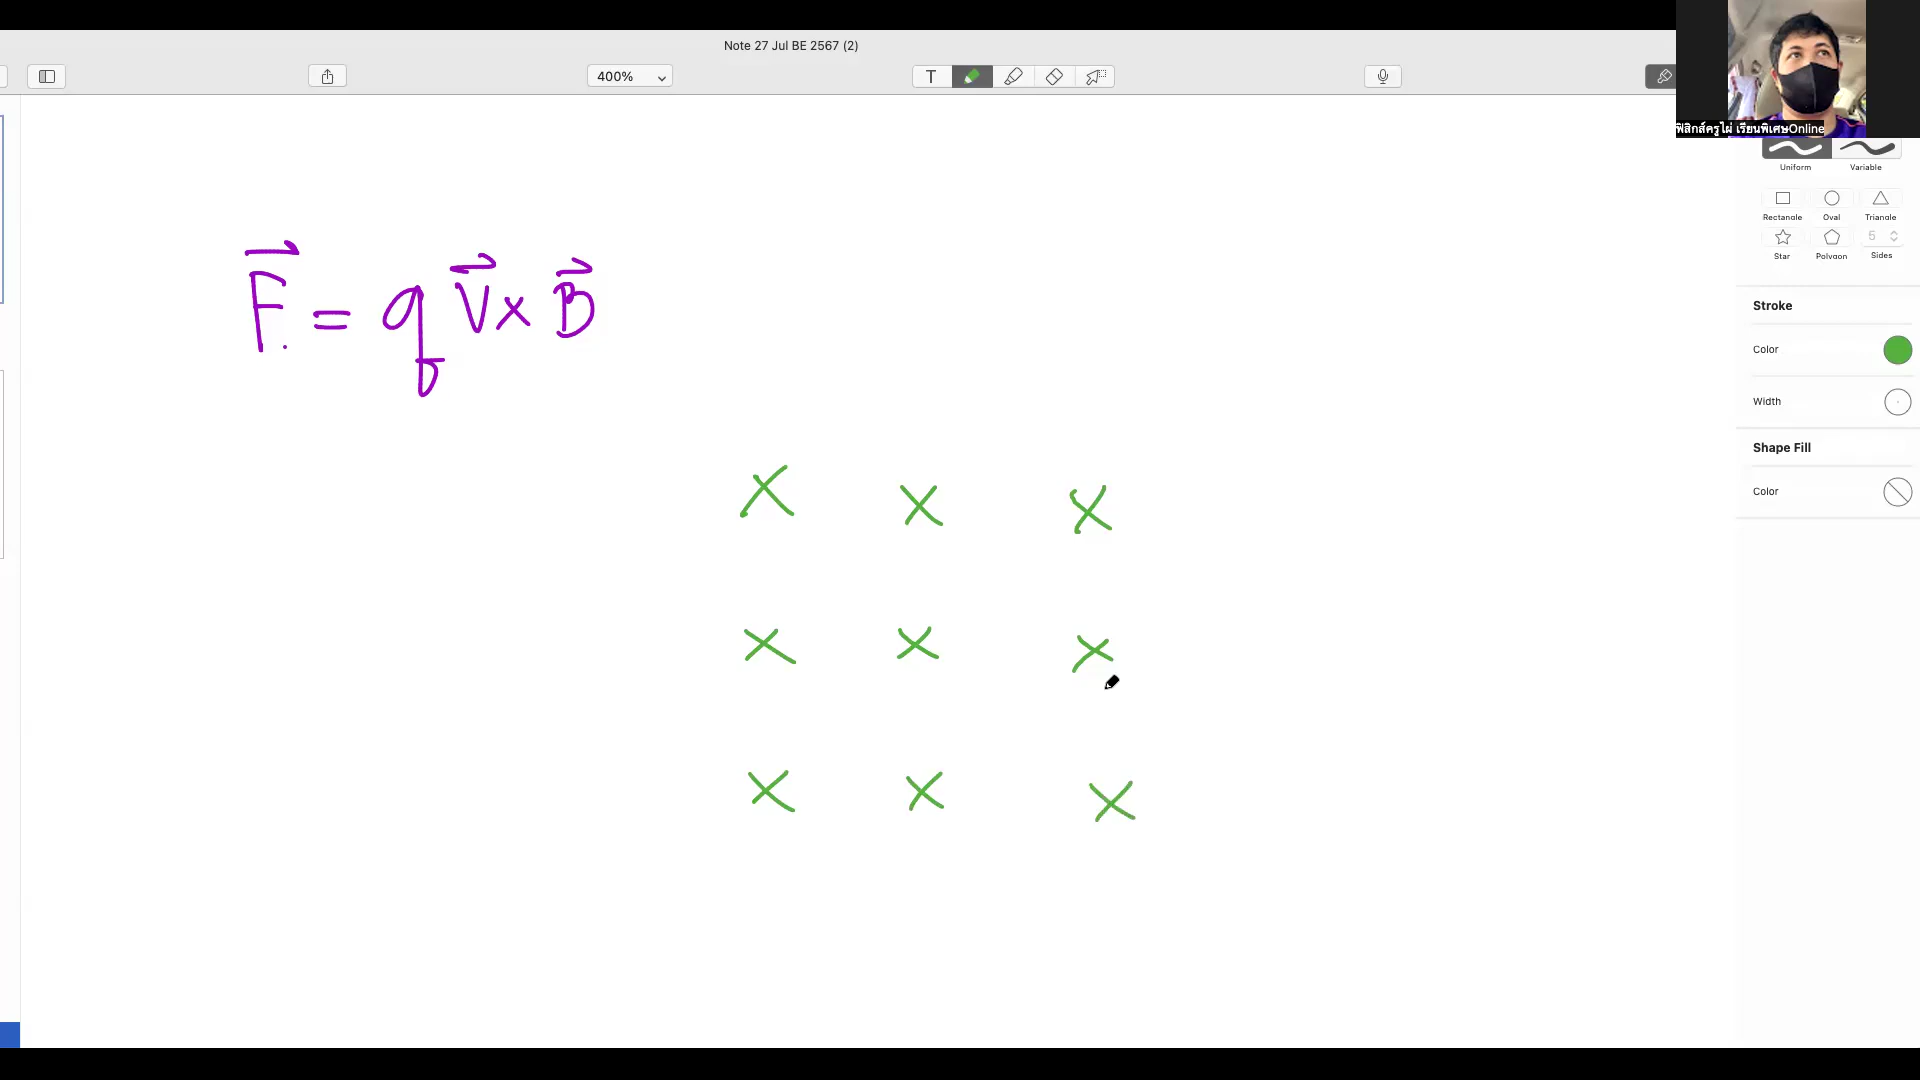 Note 27 Jul BE 2567 (2)
400%
T
ฟิสิกส์ครูไผ่ เรียนพิเศษOnline
Uniform Variable
Rectangle Oval Triangle
5
Star Polygon Sides
Stroke
Color
Width
Shape Fill
Color
F = q V × B
X X X
X X X
X X X